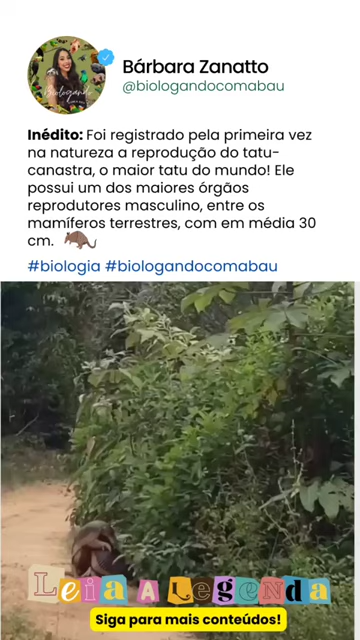 Biologando
Bárbara Zanatto
@biologandocomabau
Inédito: Foi registrado pela primeira vez
na natureza a reprodução do tatu-
canastra, o maior tatu do mundo! Ele
possui um dos maiores órgãos
reprodutores masculino, entre os
mamíferos terrestres, com em média 30
cm.
#biologia #biologandocomabau
Leia a Legenda
Siga para mais conteúdos!